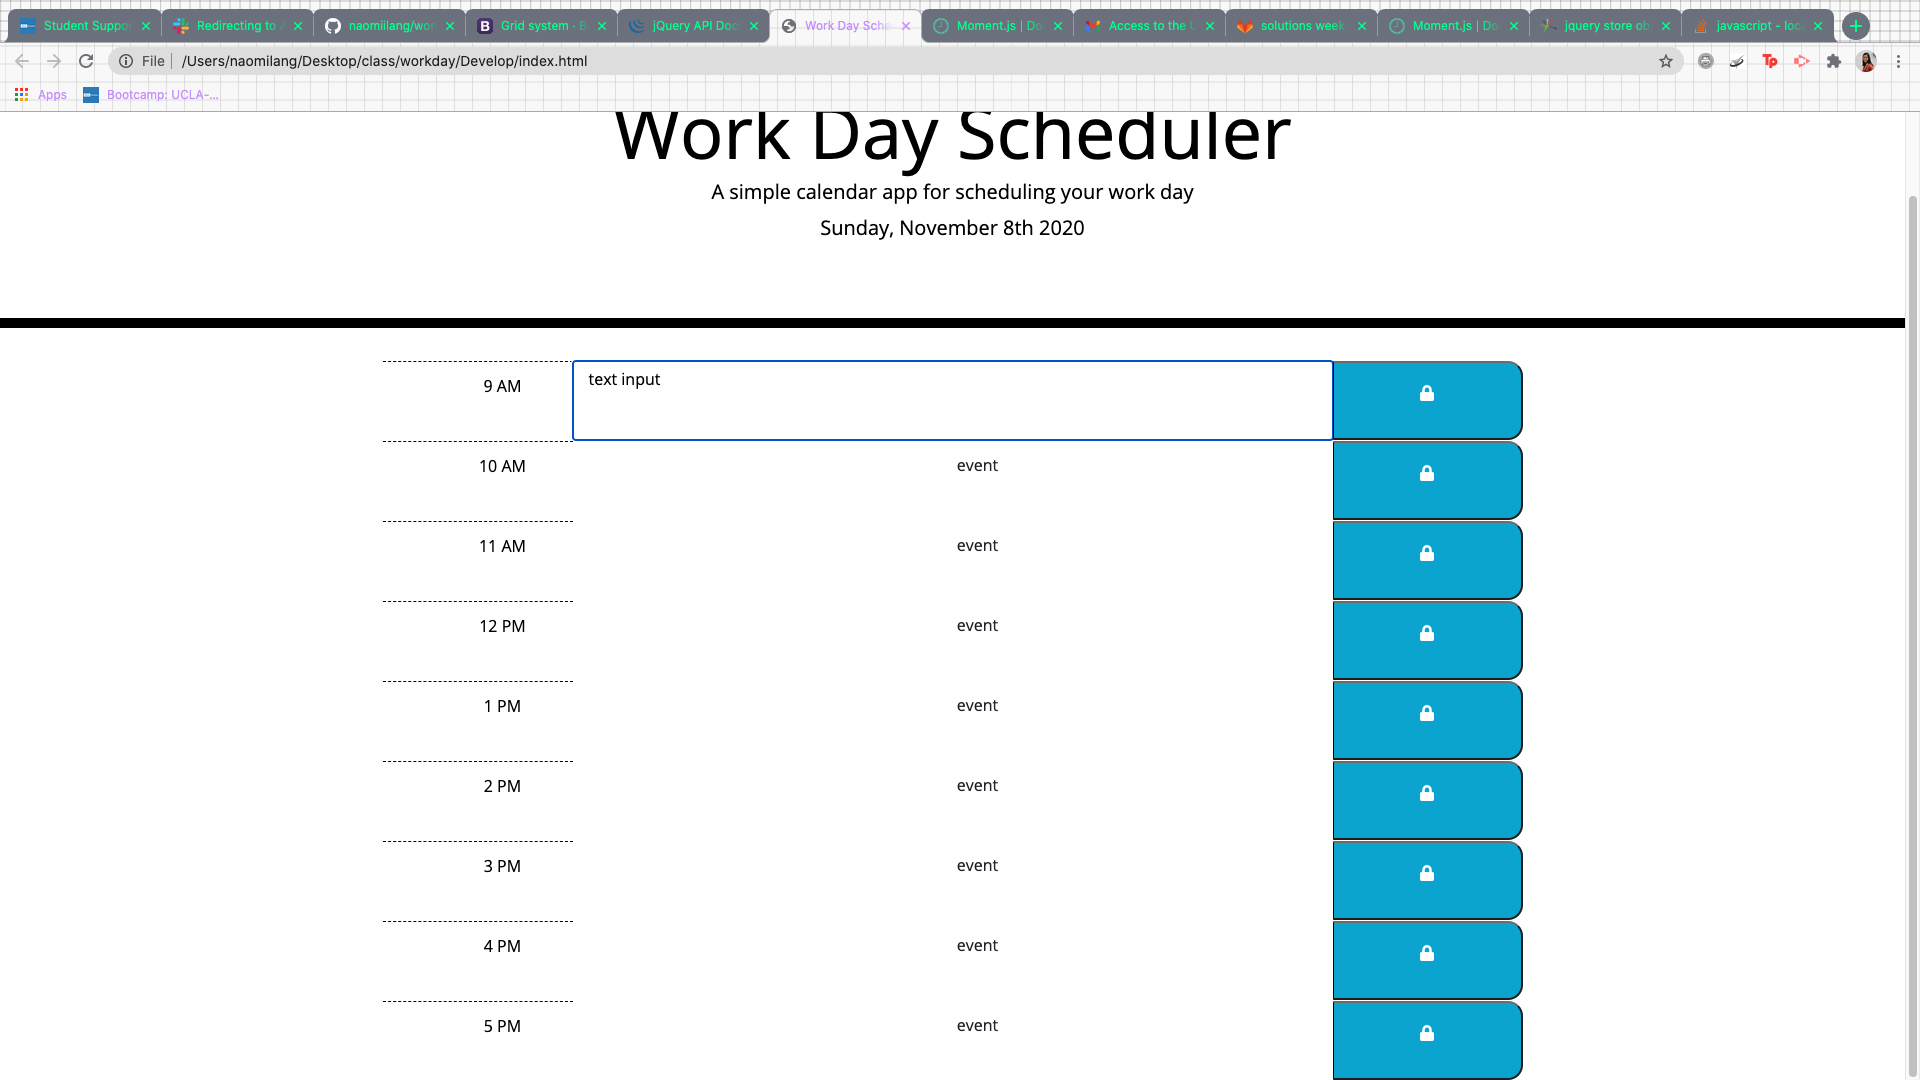 Student Suppor
Redirecting to
naomiilang/wor
Grid system · B
jQuery API Doc
Work Day Sche
Moment.js | Do
Access to the
solutions week
Moment.js | Do
jquery store ob
javascript - loc
File
/Users/naomilang/Desktop/class/workday/Develop/index.html
Tp
Apps
Bootcamp: UCLA-...
Work Day Scheduler
A simple calendar app for scheduling your work day
Sunday, November 8th 2020
9 AM text input
10 AM event
11 AM event
12 PM event
1 PM event
2 PM event
3 PM event
4 PM event
5 PM event